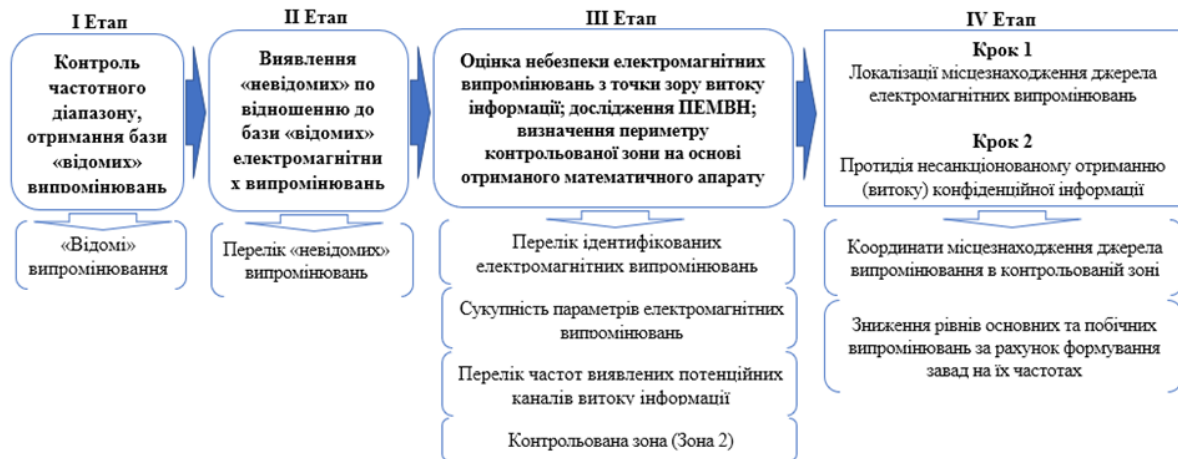 І Етап
Контроль
частотного
діапазону,
отримання бази
«відомих»
випромінювань
«Відомі»
випромінювання
ІІ Етап
Виявлення
«невідомих» по
відношенню до
бази «відомих»
електромагнітни
х випромінювань
Перелік «невідомих»
випромінювань
ІІІ Етап
Оцінка небезпеки електромагнітних
випромінювань з точки зору витоку
інформації; дослідження ПЕМВН;
визначення периметру
контрольованої зони на основі
отриманого математичного апарату
Перелік ідентифікованих
електромагнітних випромінювань
Сукупність параметрів електромагнітних
випромінювань
Перелік частот виявлених потенційних
каналів витоку інформації
Контрольована зона (Зона 2)
IV Етап
Крок 1
Локалізації місцезнаходження джерела
електромагнітних випромінювань
Крок 2
Протидія несанкціонованому отриманню
(витоку) конфіденційної інформації
Координати місцезнаходження джерела
випромінювання в контрольованій зоні
Зниження рівнів основних та побічних
випромінювань за рахунок формування
завад на їх частотах